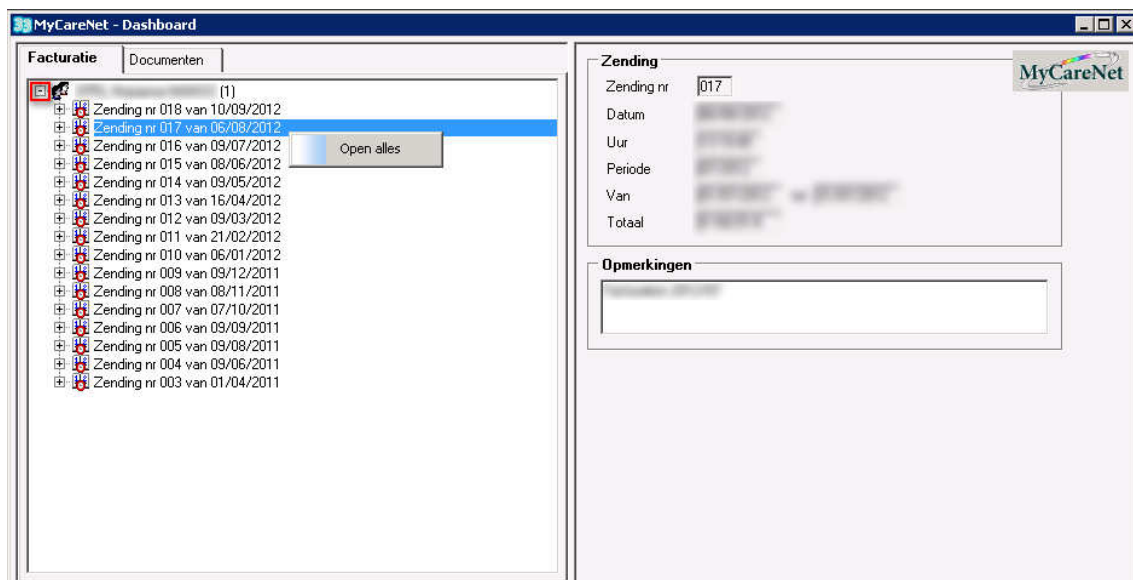 MyCareNet - Dashboard
Facturatie
Documenten
(1)
Zending nr 018 van 10/09/2012
Zending nr 017 van 06/08/2012
Zending nr 016 van 09/07/2012
Zending nr 015 van 08/06/2012
Zending nr 014 van 09/05/2012
Zending nr 013 van 16/04/2012
Zending nr 012 van 09/03/2012
Zending nr 011 van 21/02/2012
Zending nr 010 van 06/01/2012
Zending nr 009 van 09/12/2011
Zending nr 008 van 08/11/2011
Zending nr 007 van 07/10/2011
Zending nr 006 van 09/09/2011
Zending nr 005 van 09/08/2011
Zending nr 004 van 09/06/2011
Zending nr 003 van 01/04/2011
Open alles
Zending
MyCareNet
Zending nr 017
Datum
Uur
Periode
Van
Totaal
Opmerkingen